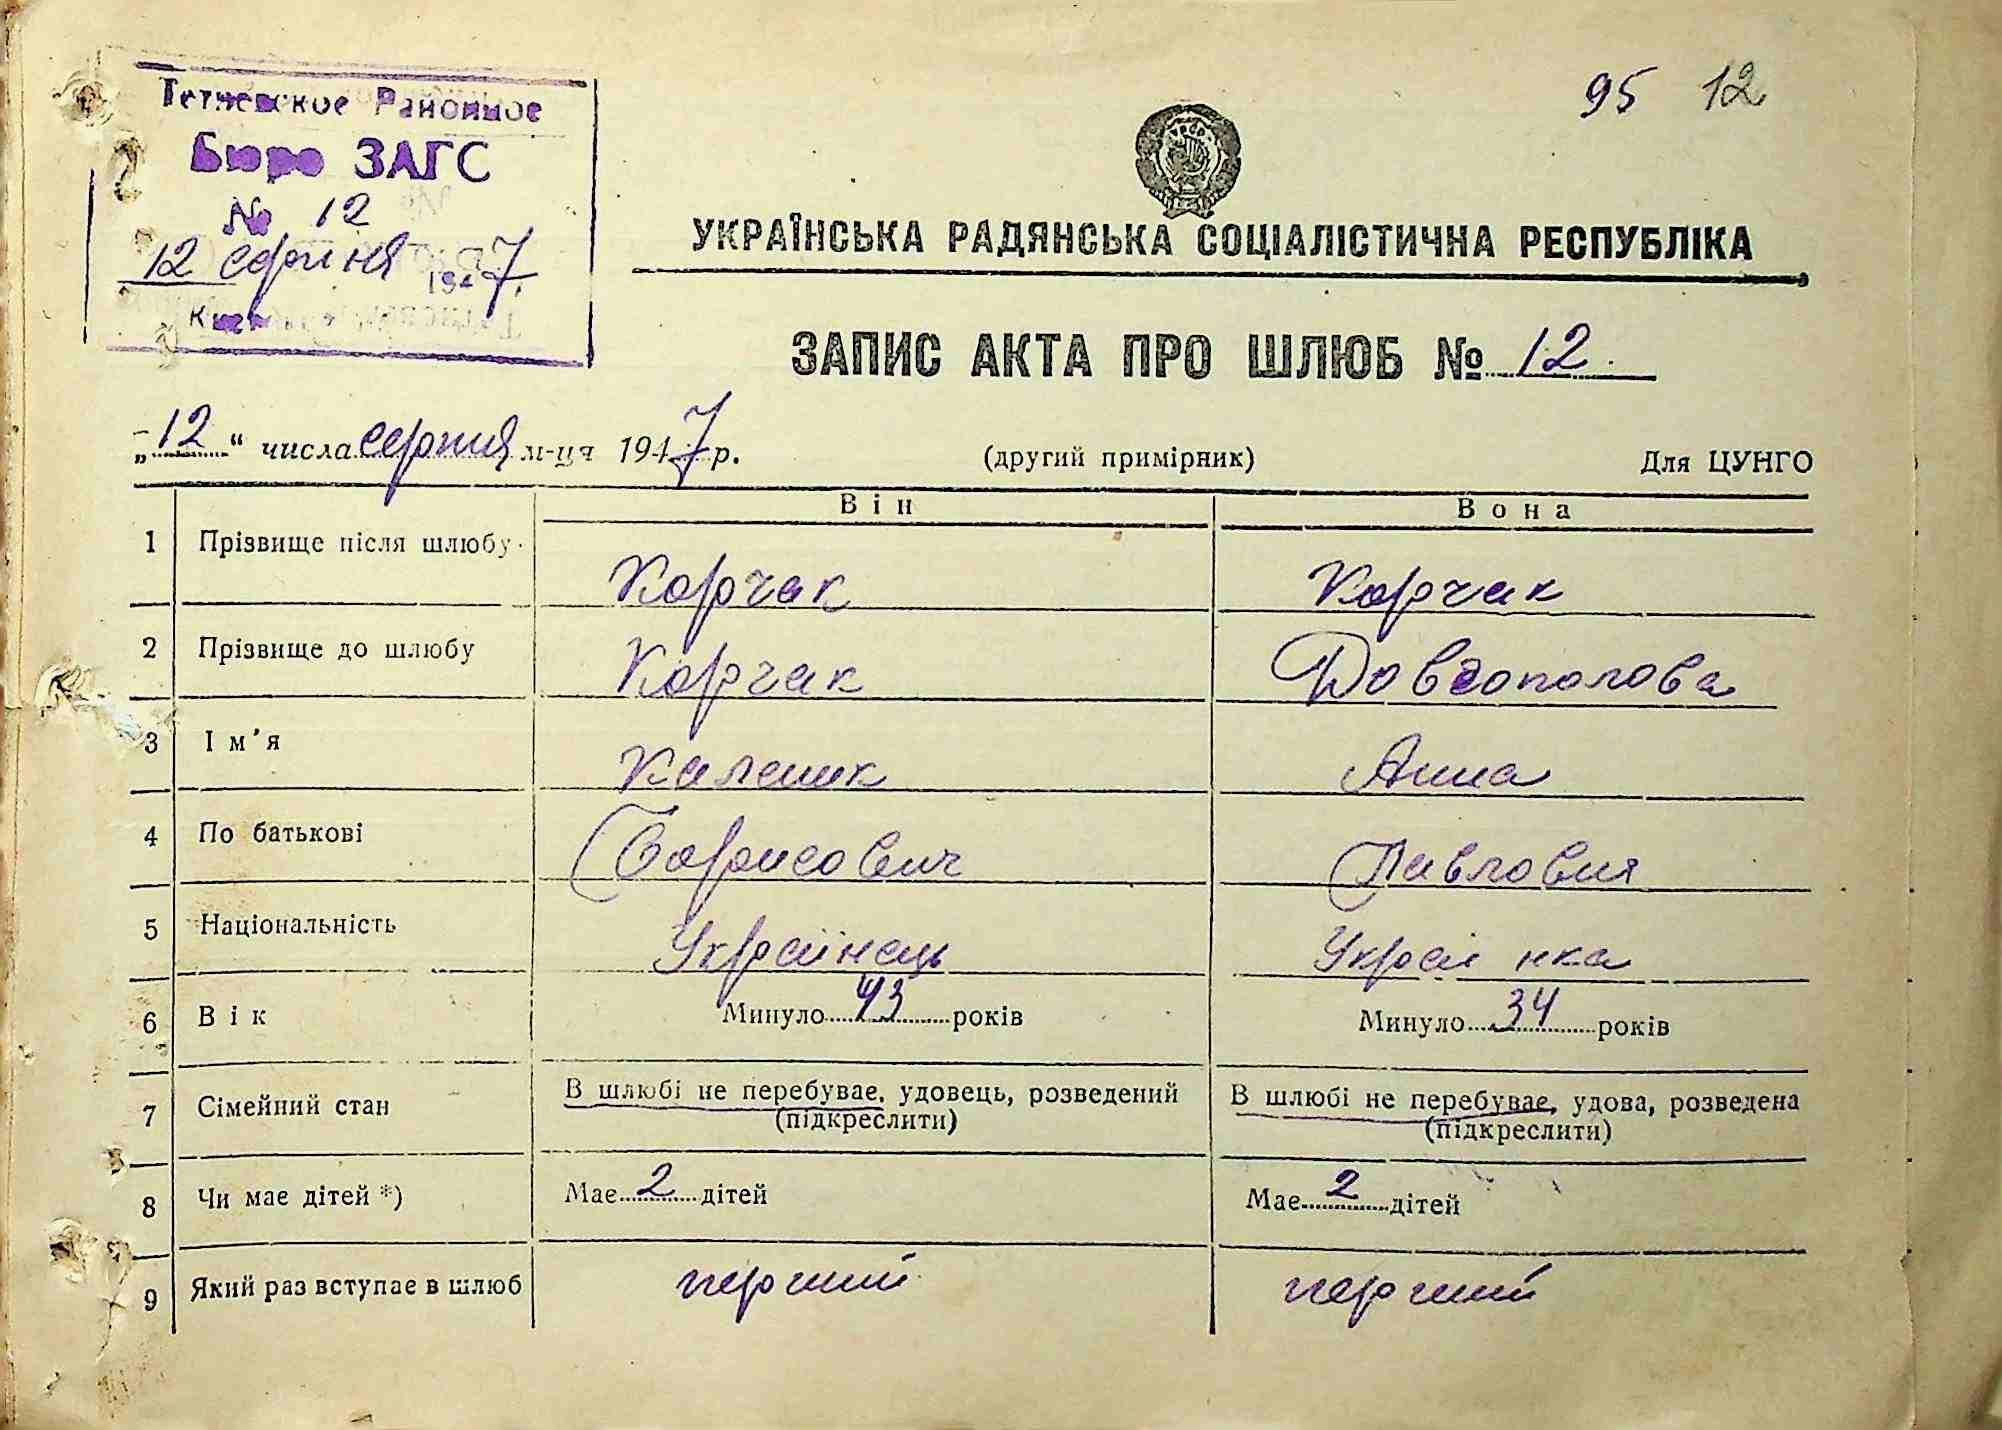 Тетиевское Районное
Бюро ЗАГС
№ 12
12 серпня 1947.
95 12
УКРАЇНСЬКА РАДЯНСЬКА СОЦІАЛІСТИЧНА РЕСПУБЛІКА
ЗАПИС АКТА ПРО ШЛЮБ № 12.
„12“ числа серпня м-ця 1947 р. (другий примірник) Для ЦУНГО
Він Вона
1 Прізвище після шлюбу Корчак Корчак
2 Прізвище до шлюбу Корчак Довгополова
3 Ім'я Калешик Анна
4 По батькові Борисович Павловня
5 Національність Українець Украінка
6 Вік Минуло 43 років Минуло 34 років
7 Сімейний стан В шлюбі не перебуває, удовець, розведений В шлюбі не перебуває, удова, розведена
(підкреслити) (підкреслити)
8 Чи має дітей *) Має 2 дітей Має 2 дітей
9 Який раз вступає в шлюб перший перший